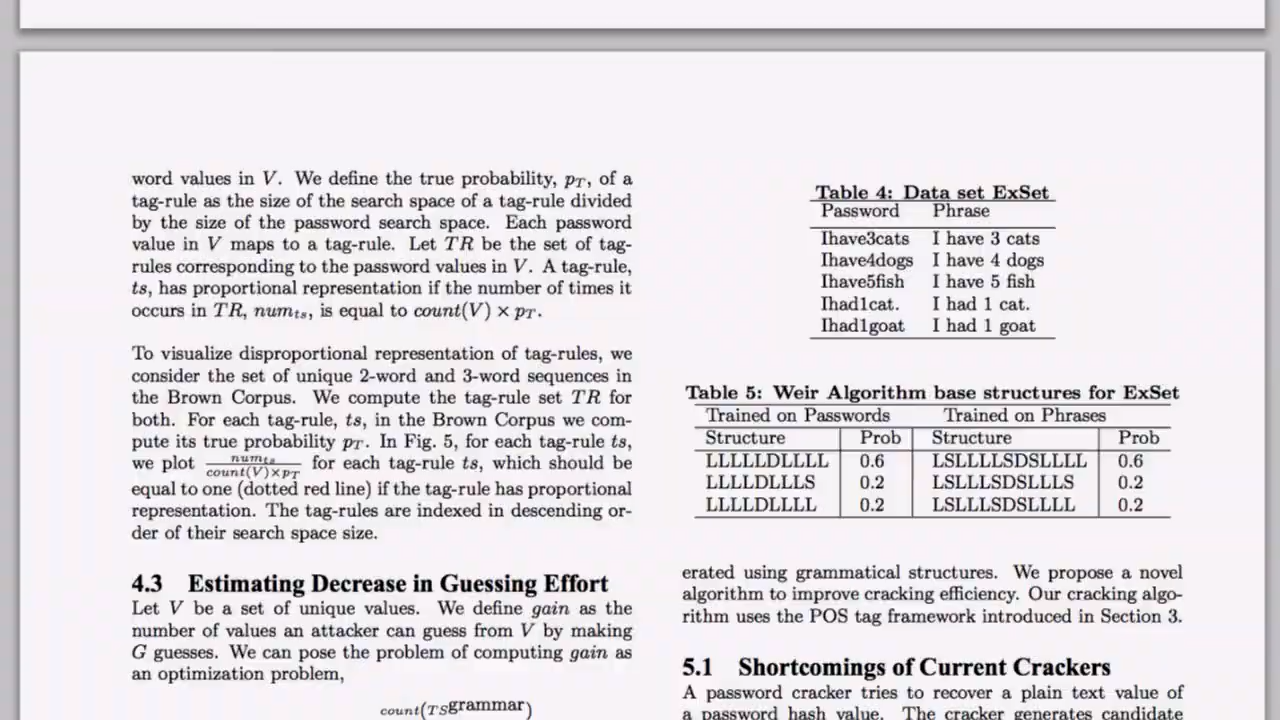 word values in V. We define the true probability, pT, of a
tag-rule as the size of the search space of a tag-rule divided
by the size of the password search space. Each password
value in V maps to a tag-rule. Let TR be the set of tag-
rules corresponding to the password values in V. A tag-rule,
ts, has proportional representation if the number of times it
occurs in TR, numts, is equal to count(V) × pT.
To visualize disproportional representation of tag-rules, we
consider the set of unique 2-word and 3-word sequences in
the Brown Corpus. We compute the tag-rule set TR for
both. For each tag-rule, ts, in the Brown Corpus we com-
pute its true probability pT. In Fig. 5, for each tag-rule ts,
we plot numts / count(V)×pT for each tag-rule ts, which should be
equal to one (dotted red line) if the tag-rule has proportional
representation. The tag-rules are indexed in descending or-
der of their search space size.
4.3 Estimating Decrease in Guessing Effort
Let V be a set of unique values. We define gain as the
number of values an attacker can guess from V by making
G guesses. We can pose the problem of computing gain as
an optimization problem,
count(TSgrammar)
Table 4: Data set ExSet
Password Phrase
Ihave3cats I have 3 cats
Ihave4dogs I have 4 dogs
Ihave5fish I have 5 fish
Ihad1cat. I had 1 cat.
Ihad1goat I had 1 goat
Table 5: Weir Algorithm base structures for ExSet
Trained on Passwords Trained on Phrases
Structure Prob Structure Prob
LLLLLDLLLL 0.6 LSLLLLSDSLLLL 0.6
LLLLDLLLS 0.2 LSLLLSDSLLLS 0.2
LLLLDLLLL 0.2 LSLLLSDSLLLL 0.2
erated using grammatical structures. We propose a novel
algorithm to improve cracking efficiency. Our cracking algo-
rithm uses the POS tag framework introduced in Section 3.
5.1 Shortcomings of Current Crackers
A password cracker tries to recover a plain text value of
a password hash value. The cracker generates candidate